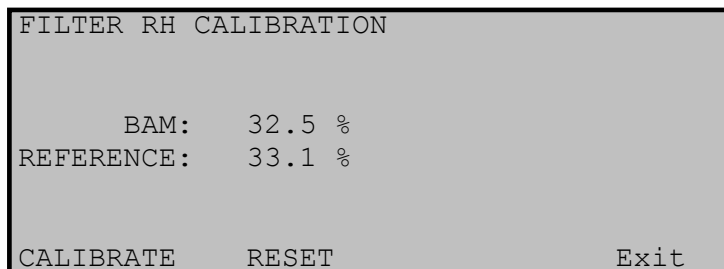 FILTER RH CALIBRATION
BAM: 32.5 %
REFERENCE: 33.1 %
CALIBRATE RESET Exit